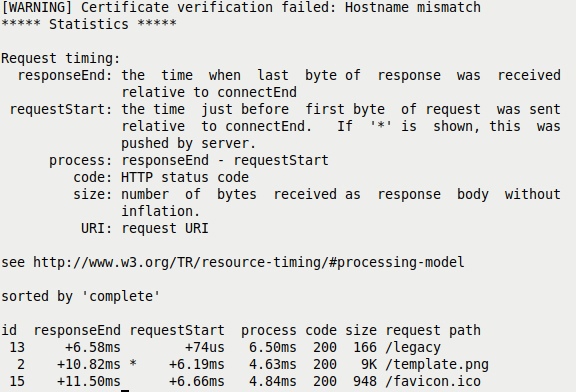 [WARNING] Certificate verification failed: Hostname mismatch
***** Statistics *****
Request timing:
responseEnd: the time when last byte of response was received
relative to connectEnd
requestStart: the time just before first byte of request was sent
relative to connectEnd. If '*' is shown, this was
pushed by server.
process: responseEnd - requestStart
code: HTTP status code
size: number of bytes received as response body without
inflation.
URI: request URI
see http://www.w3.org/TR/resource-timing/#processing-model
sorted by 'complete'
id responseEnd requestStart process code size request path
13 +6.58ms +74us 6.50ms 200 166 /legacy
2 +10.82ms * +6.19ms 4.63ms 200 9K /template.png
15 +11.50ms +6.66ms 4.84ms 200 948 /favicon.ico